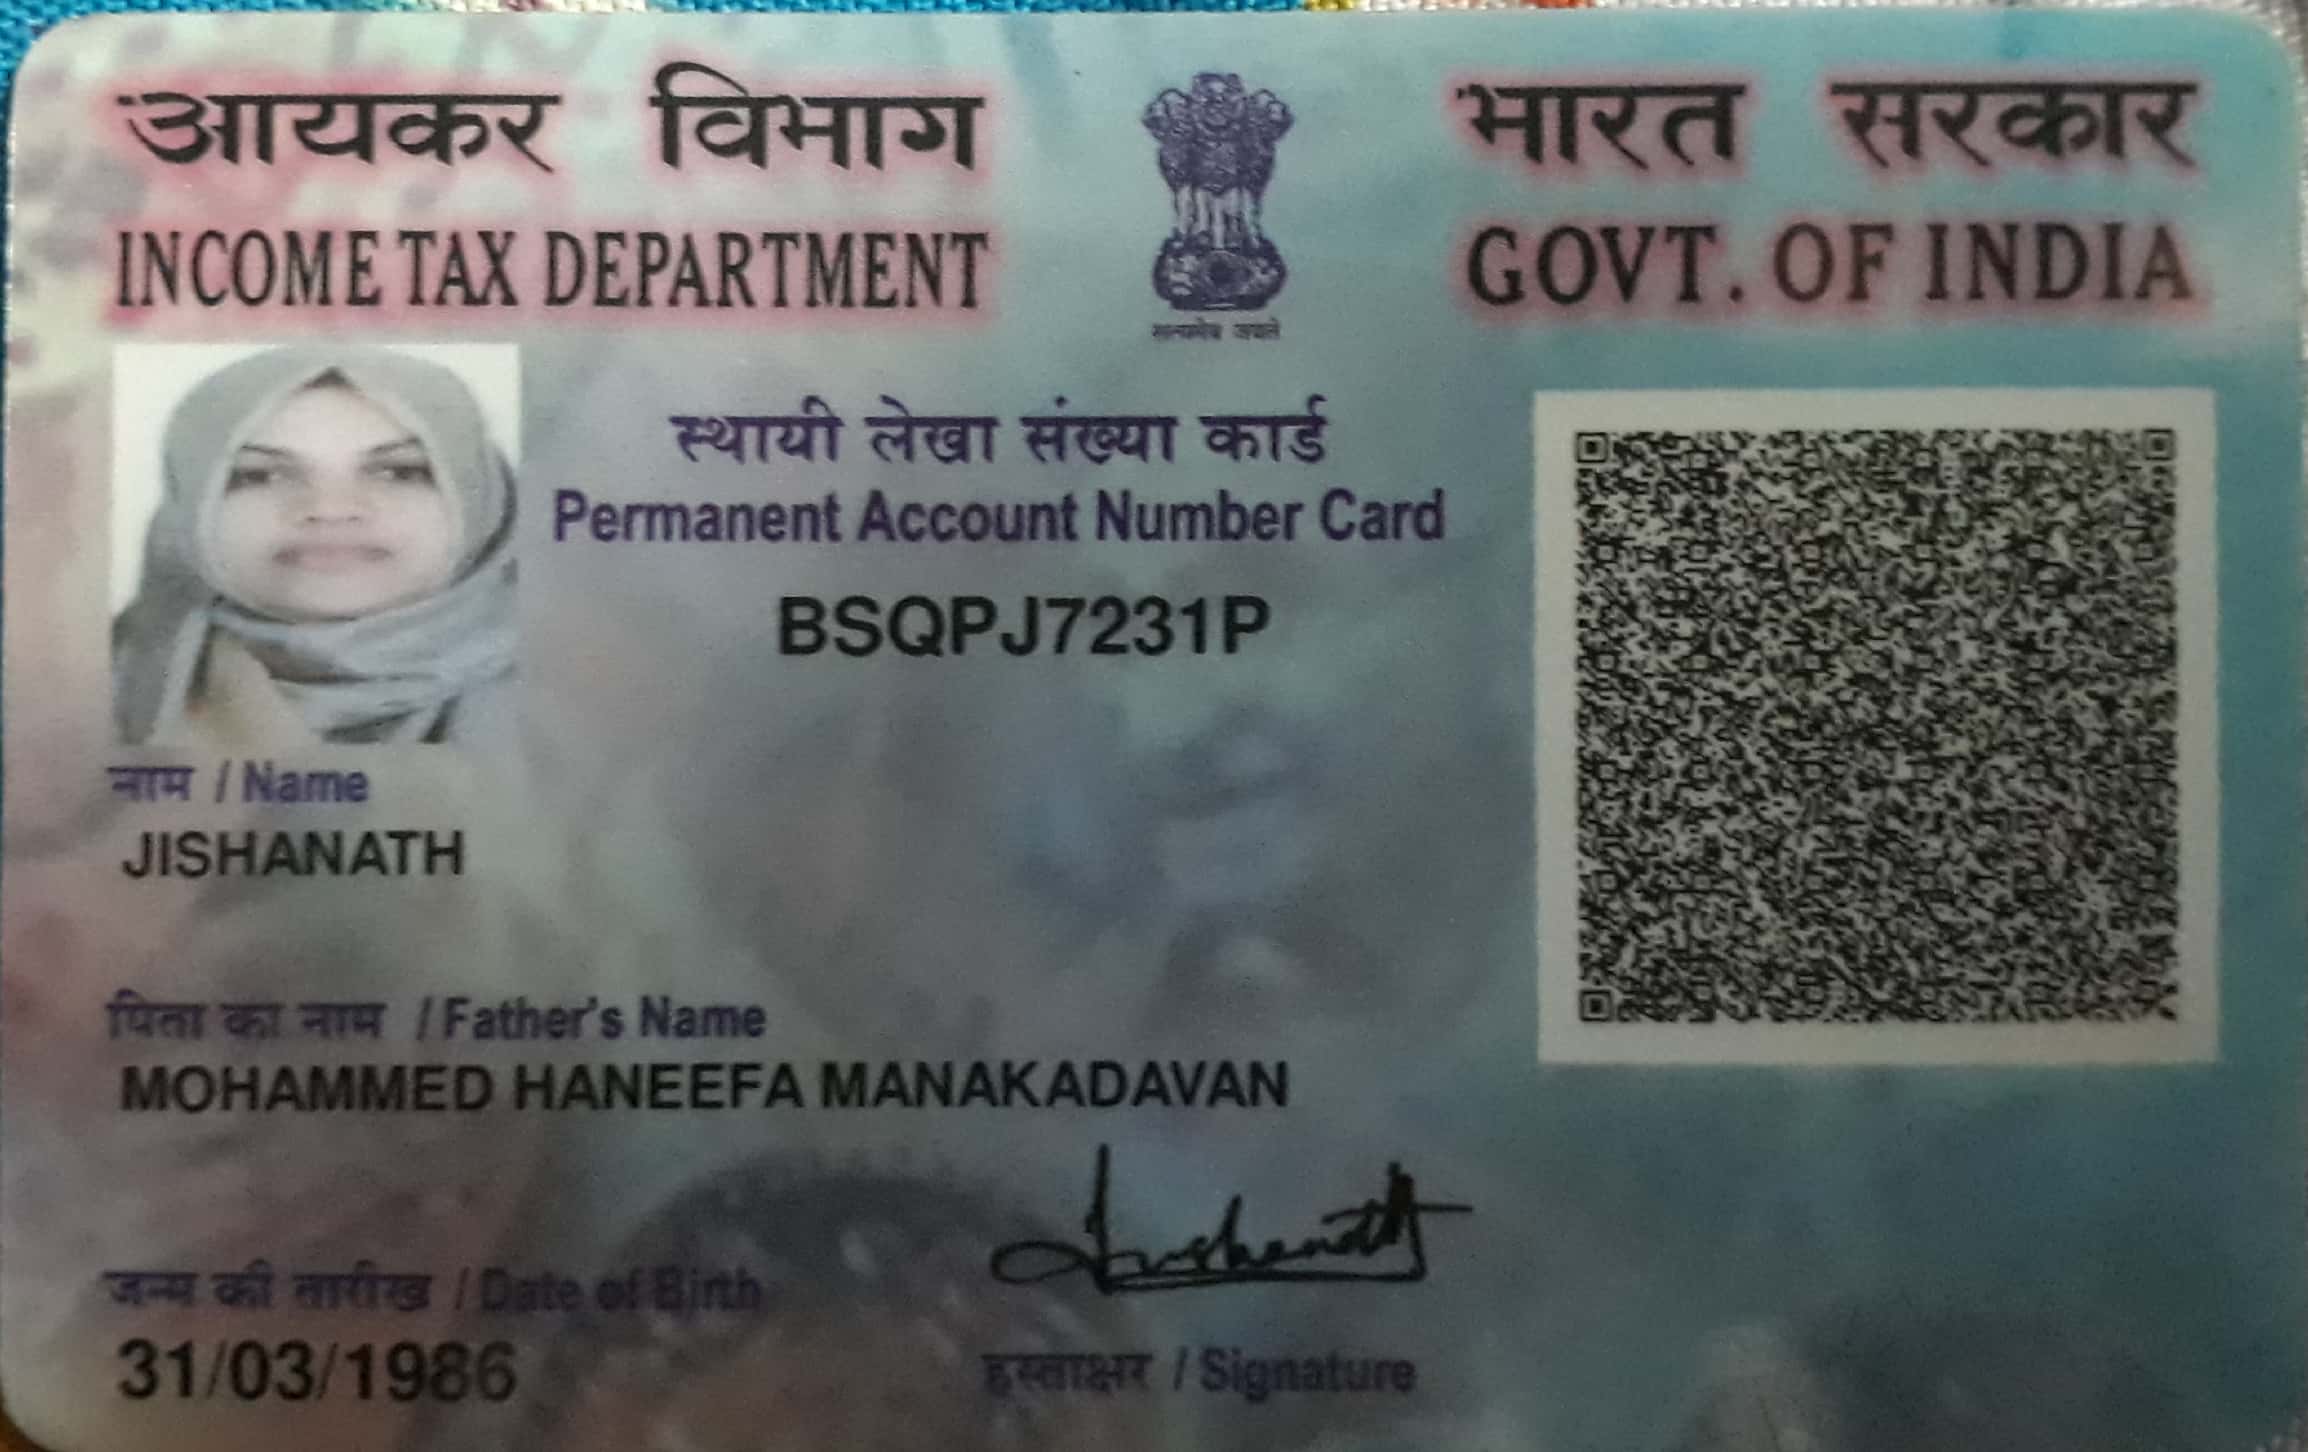 आयकर विभाग
INCOME TAX DEPARTMENT
सत्यमेव जयते
भारत सरकार
GOVT. OF INDIA
स्थायी लेखा संख्या कार्ड
Permanent Account Number Card
BSQPJ7231P
नाम / Name
JISHANATH
पिता का नाम / Father's Name
MOHAMMED HANEEFA MANAKADAVAN
जन्म की तारीख / Date of Birth
31/03/1986
Jishanath
हस्ताक्षर / Signature